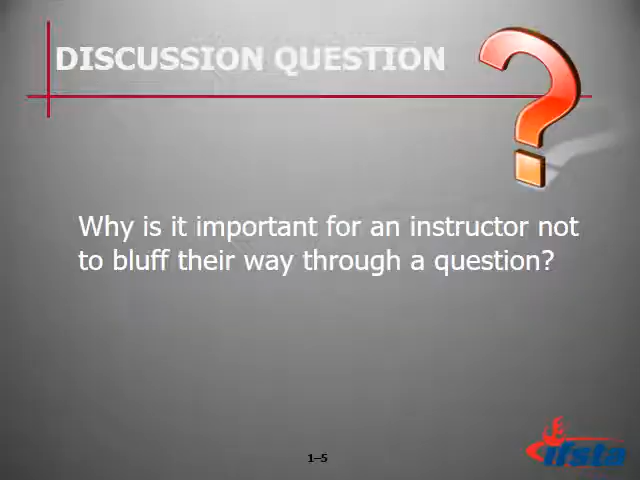 DISCUSSION QUESTION
Why is it important for an instructor not
to bluff their way through a question?
1–5
ifsta